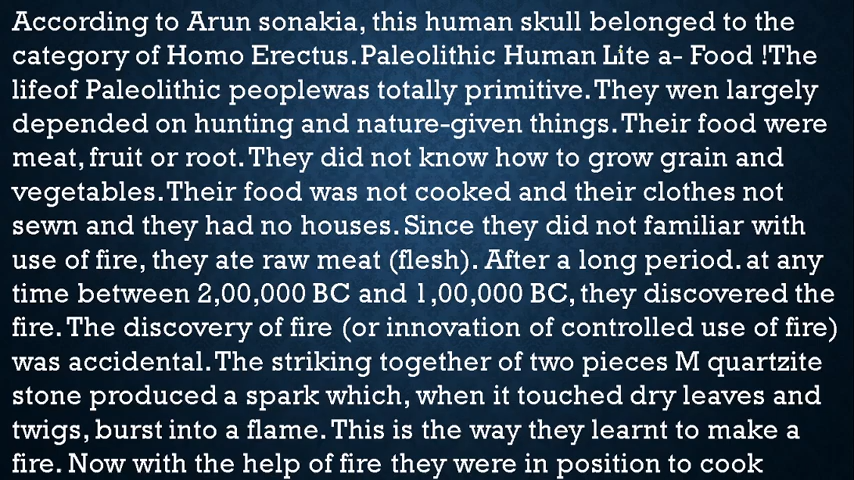 According to Arun sonakia, this human skull belonged to the
category of Homo Erectus.Paleolithic Human Lite a- Food !The
lifeof Paleolithic peoplewas totally primitive.They wen largely
depended on hunting and nature-given things.Their food were
meat, fruit or root.They did not know how to grow grain and
vegetables.Their food was not cooked and their clothes not
sewn and they had no houses.Since they did not familiar with
use of fire, they ate raw meat (flesh). After a long period. at any
time between 2,00,000 BC and 1,00,000 BC, they discovered the
fire. The discovery of fire (or innovation of controlled use of fire)
was accidental.The striking together of two pieces M quartzite
stone produced a spark which, when it touched dry leaves and
twigs, burst into a flame. This is the way they learnt to make a
fire. Now with the help of fire they were in position to cook